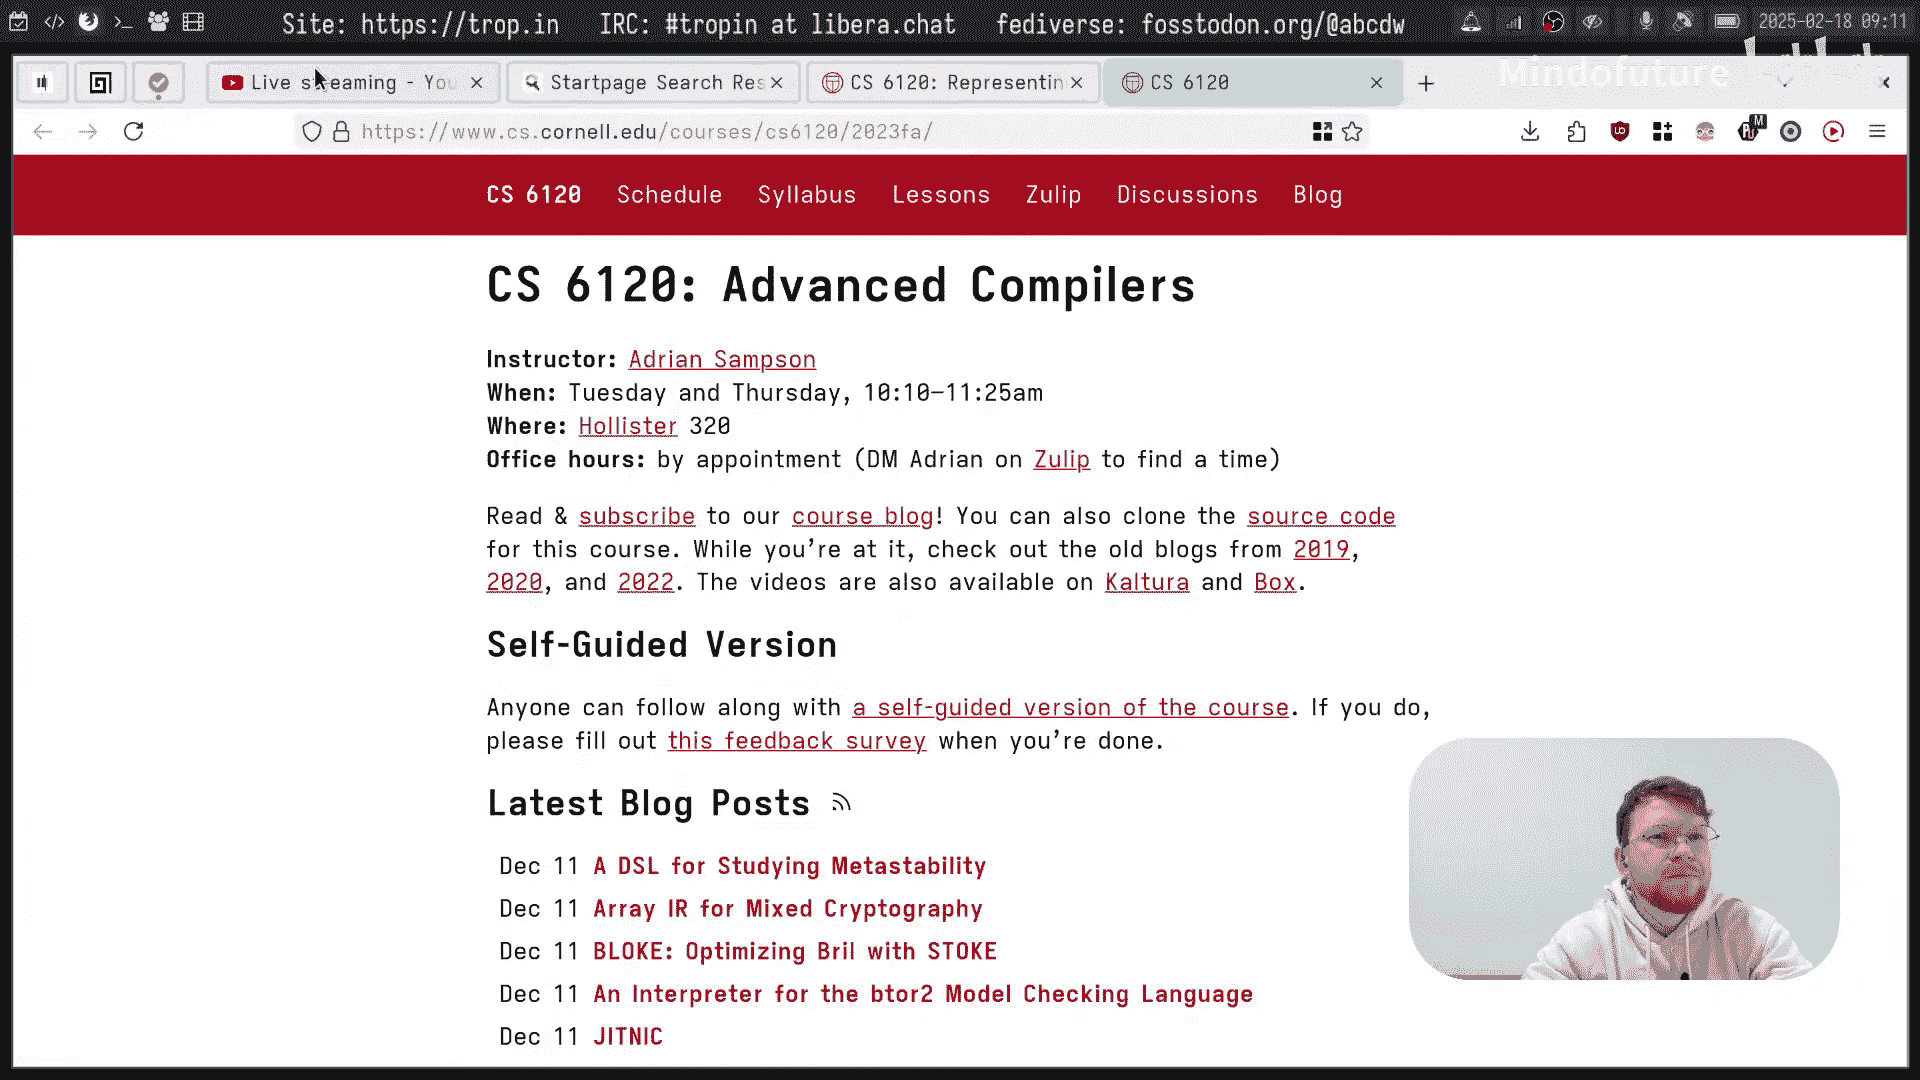 Site: https://trop.in IRC: #tropin at libera.chat fediverse: fosstodon.org/@abcdw
2025-02-18 09:11
Mindofuture
Live streaming - You
Startpage Search Res
CS 6120: Representin
CS 6120
https://www.cs.cornell.edu/courses/cs6120/2023fa/
M
CS 6120 Schedule Syllabus Lessons Zulip Discussions Blog
CS 6120: Advanced Compilers
Instructor: Adrian Sampson
When: Tuesday and Thursday, 10:10–11:25am
Where: Hollister 320
Office hours: by appointment (DM Adrian on Zulip to find a time)
Read & subscribe to our course blog! You can also clone the source code
for this course. While you’re at it, check out the old blogs from 2019,
2020, and 2022. The videos are also available on Kaltura and Box.
Self-Guided Version
Anyone can follow along with a self-guided version of the course. If you do,
please fill out this feedback survey when you’re done.
Latest Blog Posts
Dec 11 A DSL for Studying Metastability
Dec 11 Array IR for Mixed Cryptography
Dec 11 BLOKE: Optimizing Bril with STOKE
Dec 11 An Interpreter for the btor2 Model Checking Language
Dec 11 JITNIC